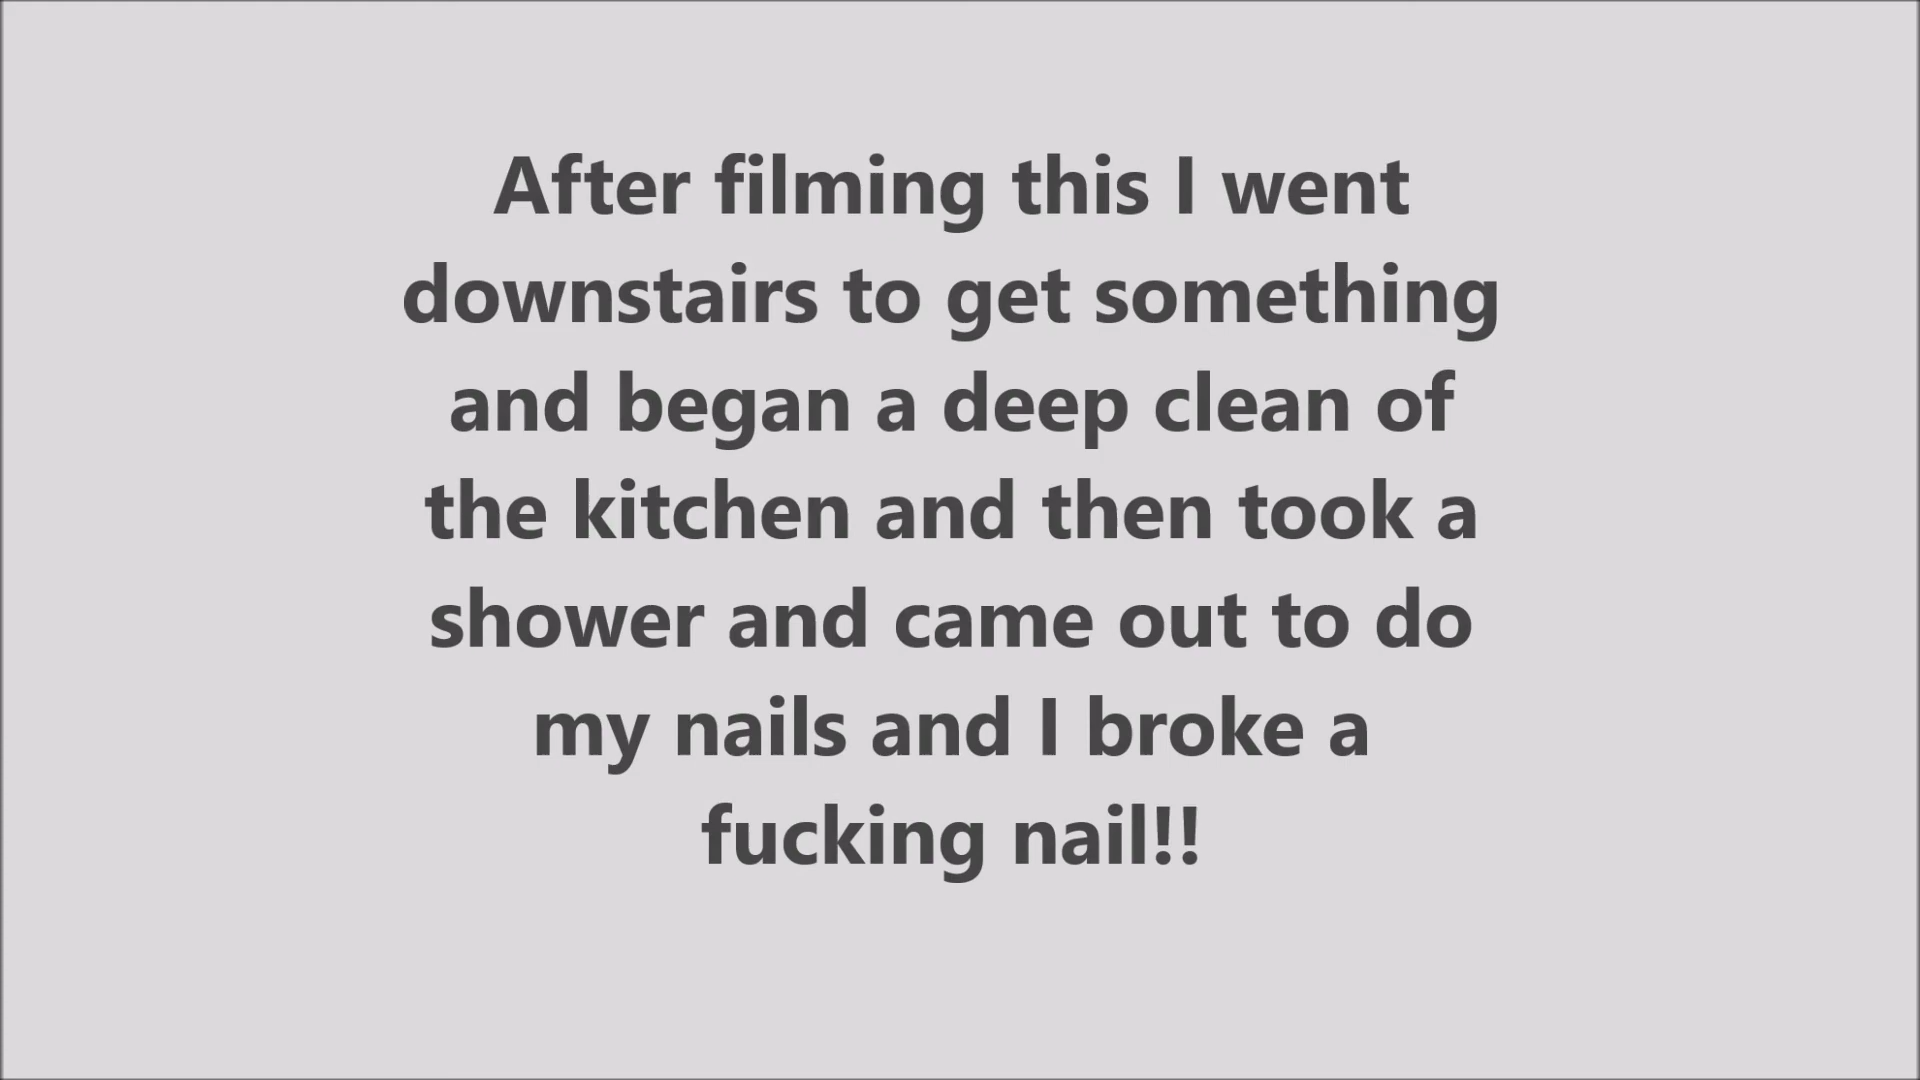 After filming this I went
downstairs to get something
and began a deep clean of
the kitchen and then took a
shower and came out to do
my nails and I broke a
fucking nail!!